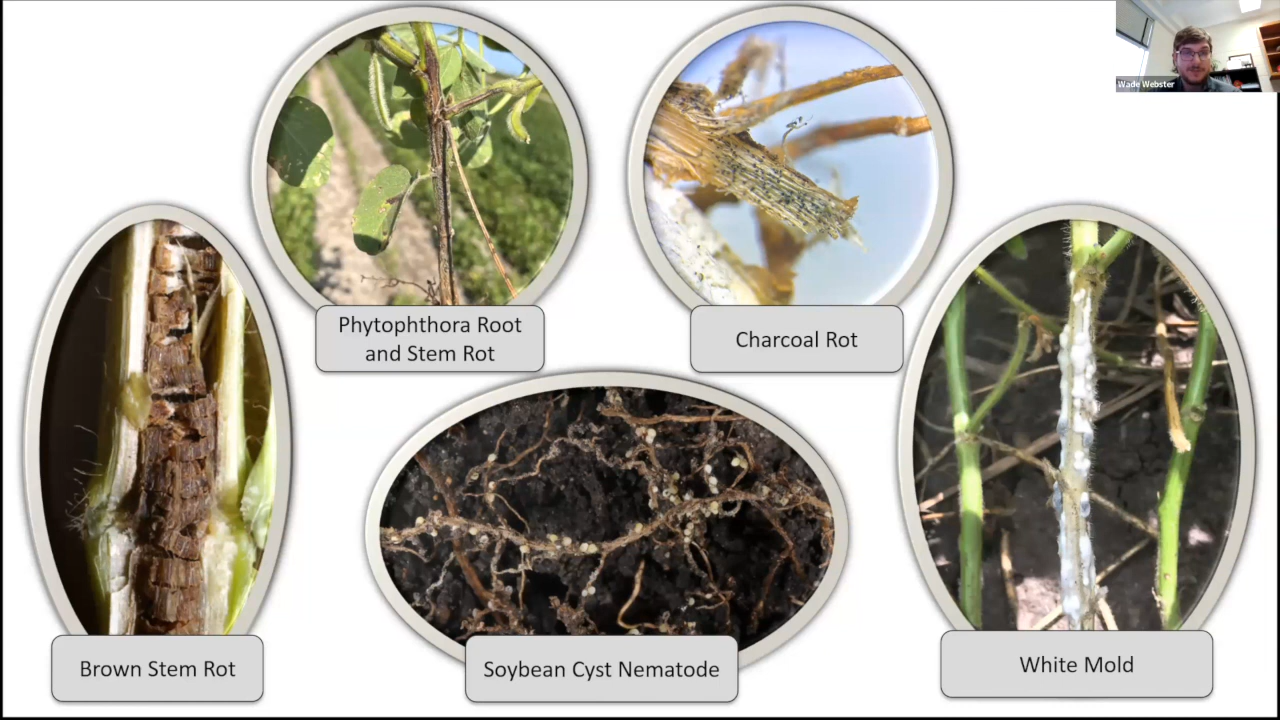 Wade Webster
Phytophthora Root
and Stem Rot
Charcoal Rot
Brown Stem Rot
Soybean Cyst Nematode
White Mold